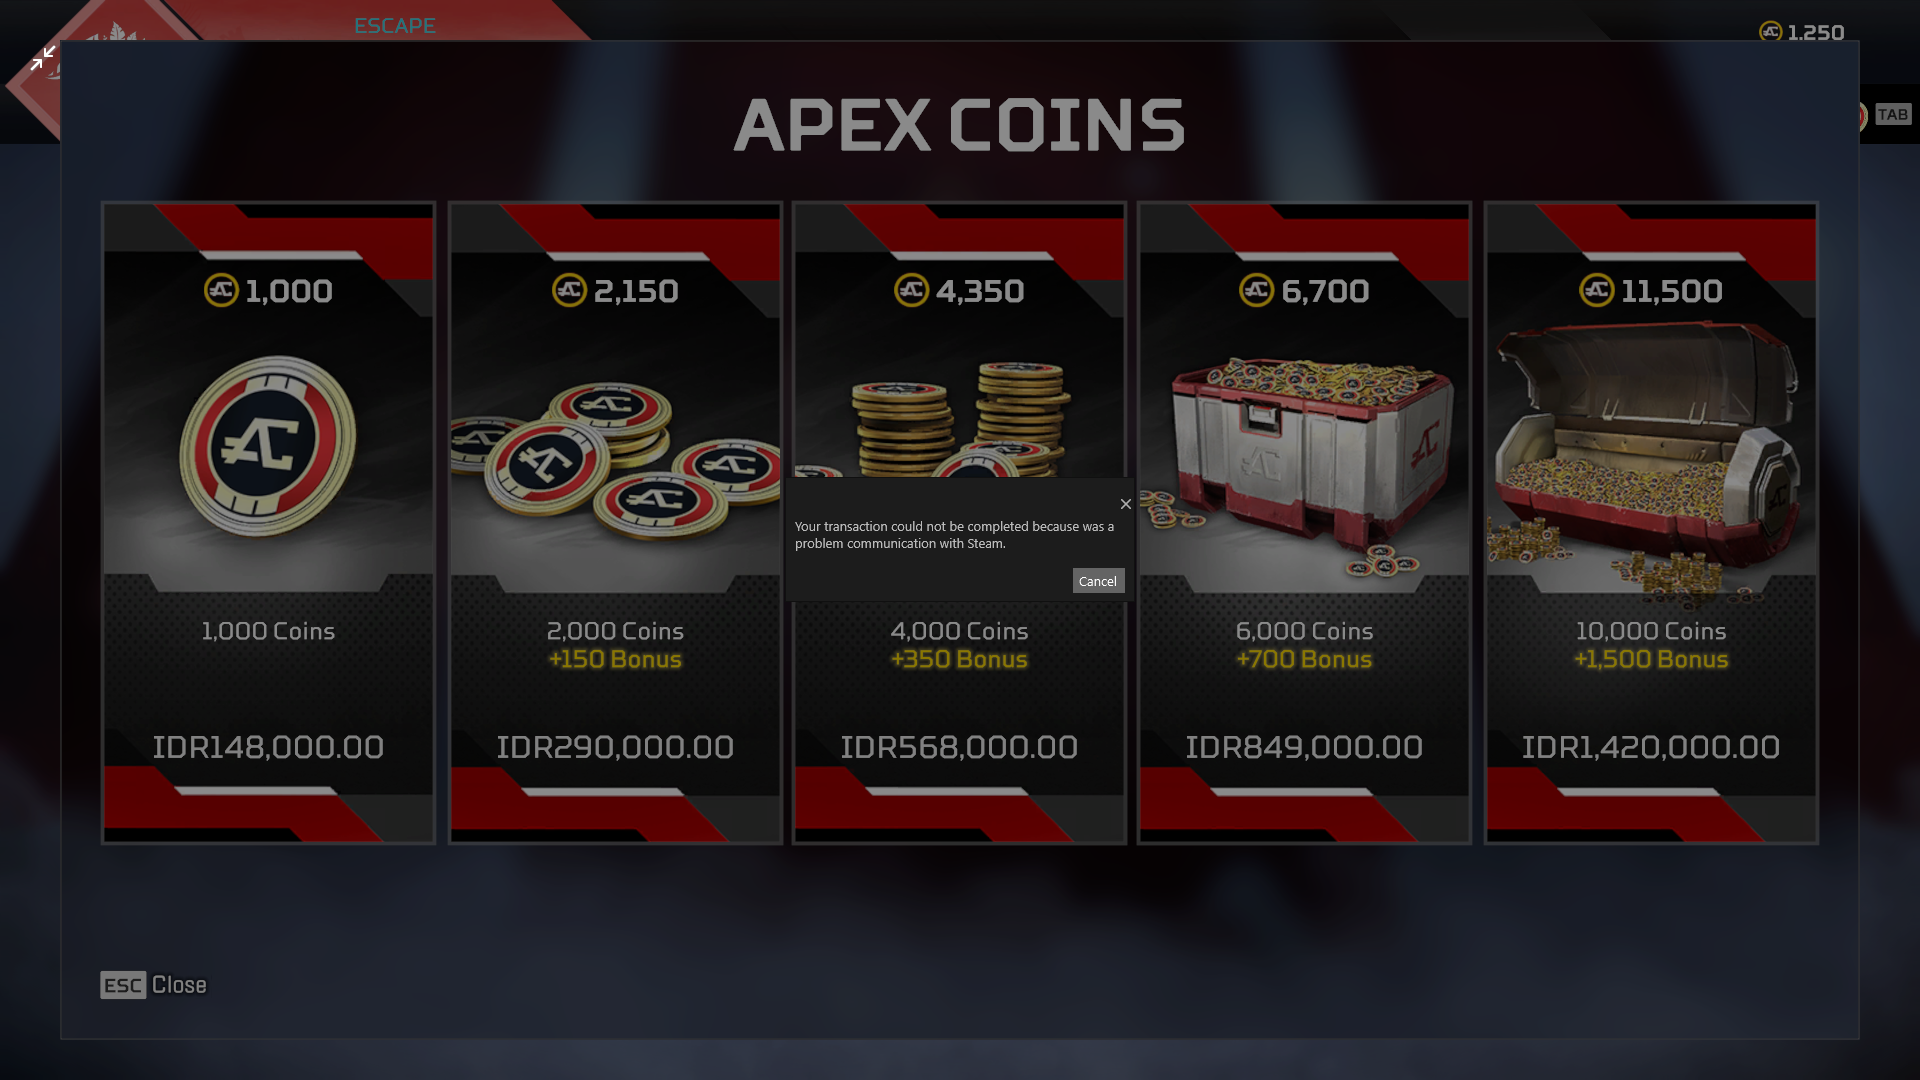 ESCAPE
1,250
TAB
APEX COINS
1,000
2,150
4,350
6,700
11,500
Your transaction could not be completed because was a
problem communication with Steam.
Cancel
1,000 Coins
2,000 Coins
+150 Bonus
4,000 Coins
+350 Bonus
6,000 Coins
+700 Bonus
10,000 Coins
+1,500 Bonus
IDR148,000.00
IDR290,000.00
IDR568,000.00
IDR849,000.00
IDR1,420,000.00
ESC Close